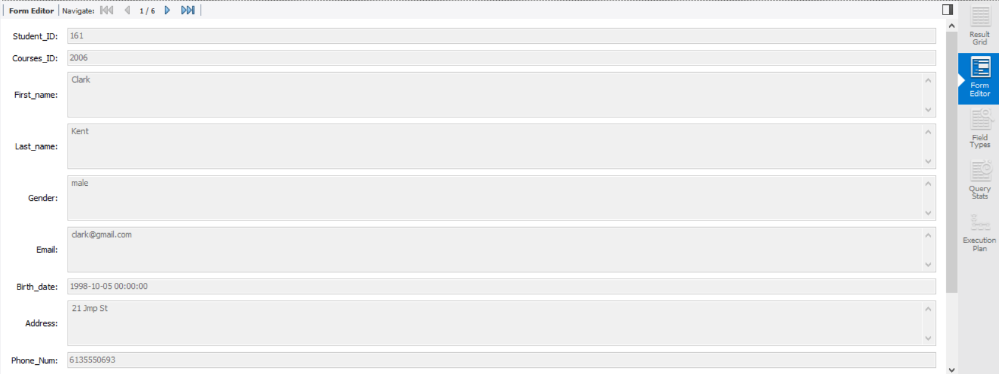 Form Editor Navigate: 1 / 6
Student_ID: 161
Courses_ID: 2006
First_name: Clark
Last_name: Kent
Gender: male
Email: clark@gmail.com
Birth_date: 1998-10-05 00:00:00
Address: 21 Jmp St
Phone_Num: 6135550693
Result
Grid
Form
Editor
Field
Types
Query
Stats
Execution
Plan